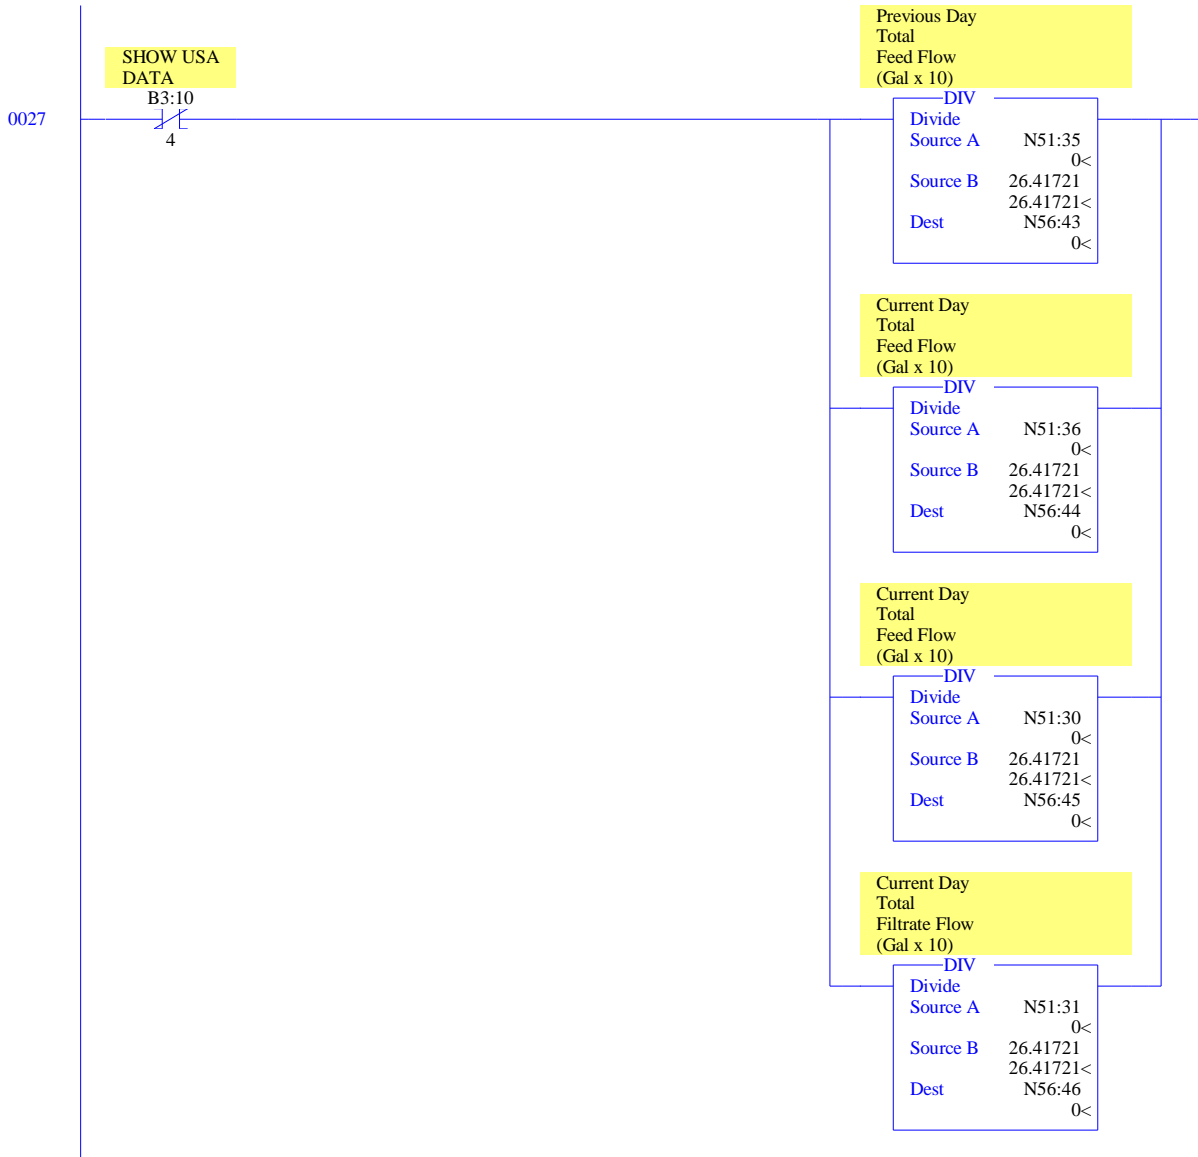 SHOW USA
DATA
B3:10
4
0027
Previous Day
Total
Feed Flow
(Gal x 10)
DIV
Divide
Source A N51:35
0<
Source B 26.41721
26.41721<
Dest N56:43
0<
Current Day
Total
Feed Flow
(Gal x 10)
DIV
Divide
Source A N51:36
0<
Source B 26.41721
26.41721<
Dest N56:44
0<
Current Day
Total
Feed Flow
(Gal x 10)
DIV
Divide
Source A N51:30
0<
Source B 26.41721
26.41721<
Dest N56:45
0<
Current Day
Total
Filtrate Flow
(Gal x 10)
DIV
Divide
Source A N51:31
0<
Source B 26.41721
26.41721<
Dest N56:46
0<